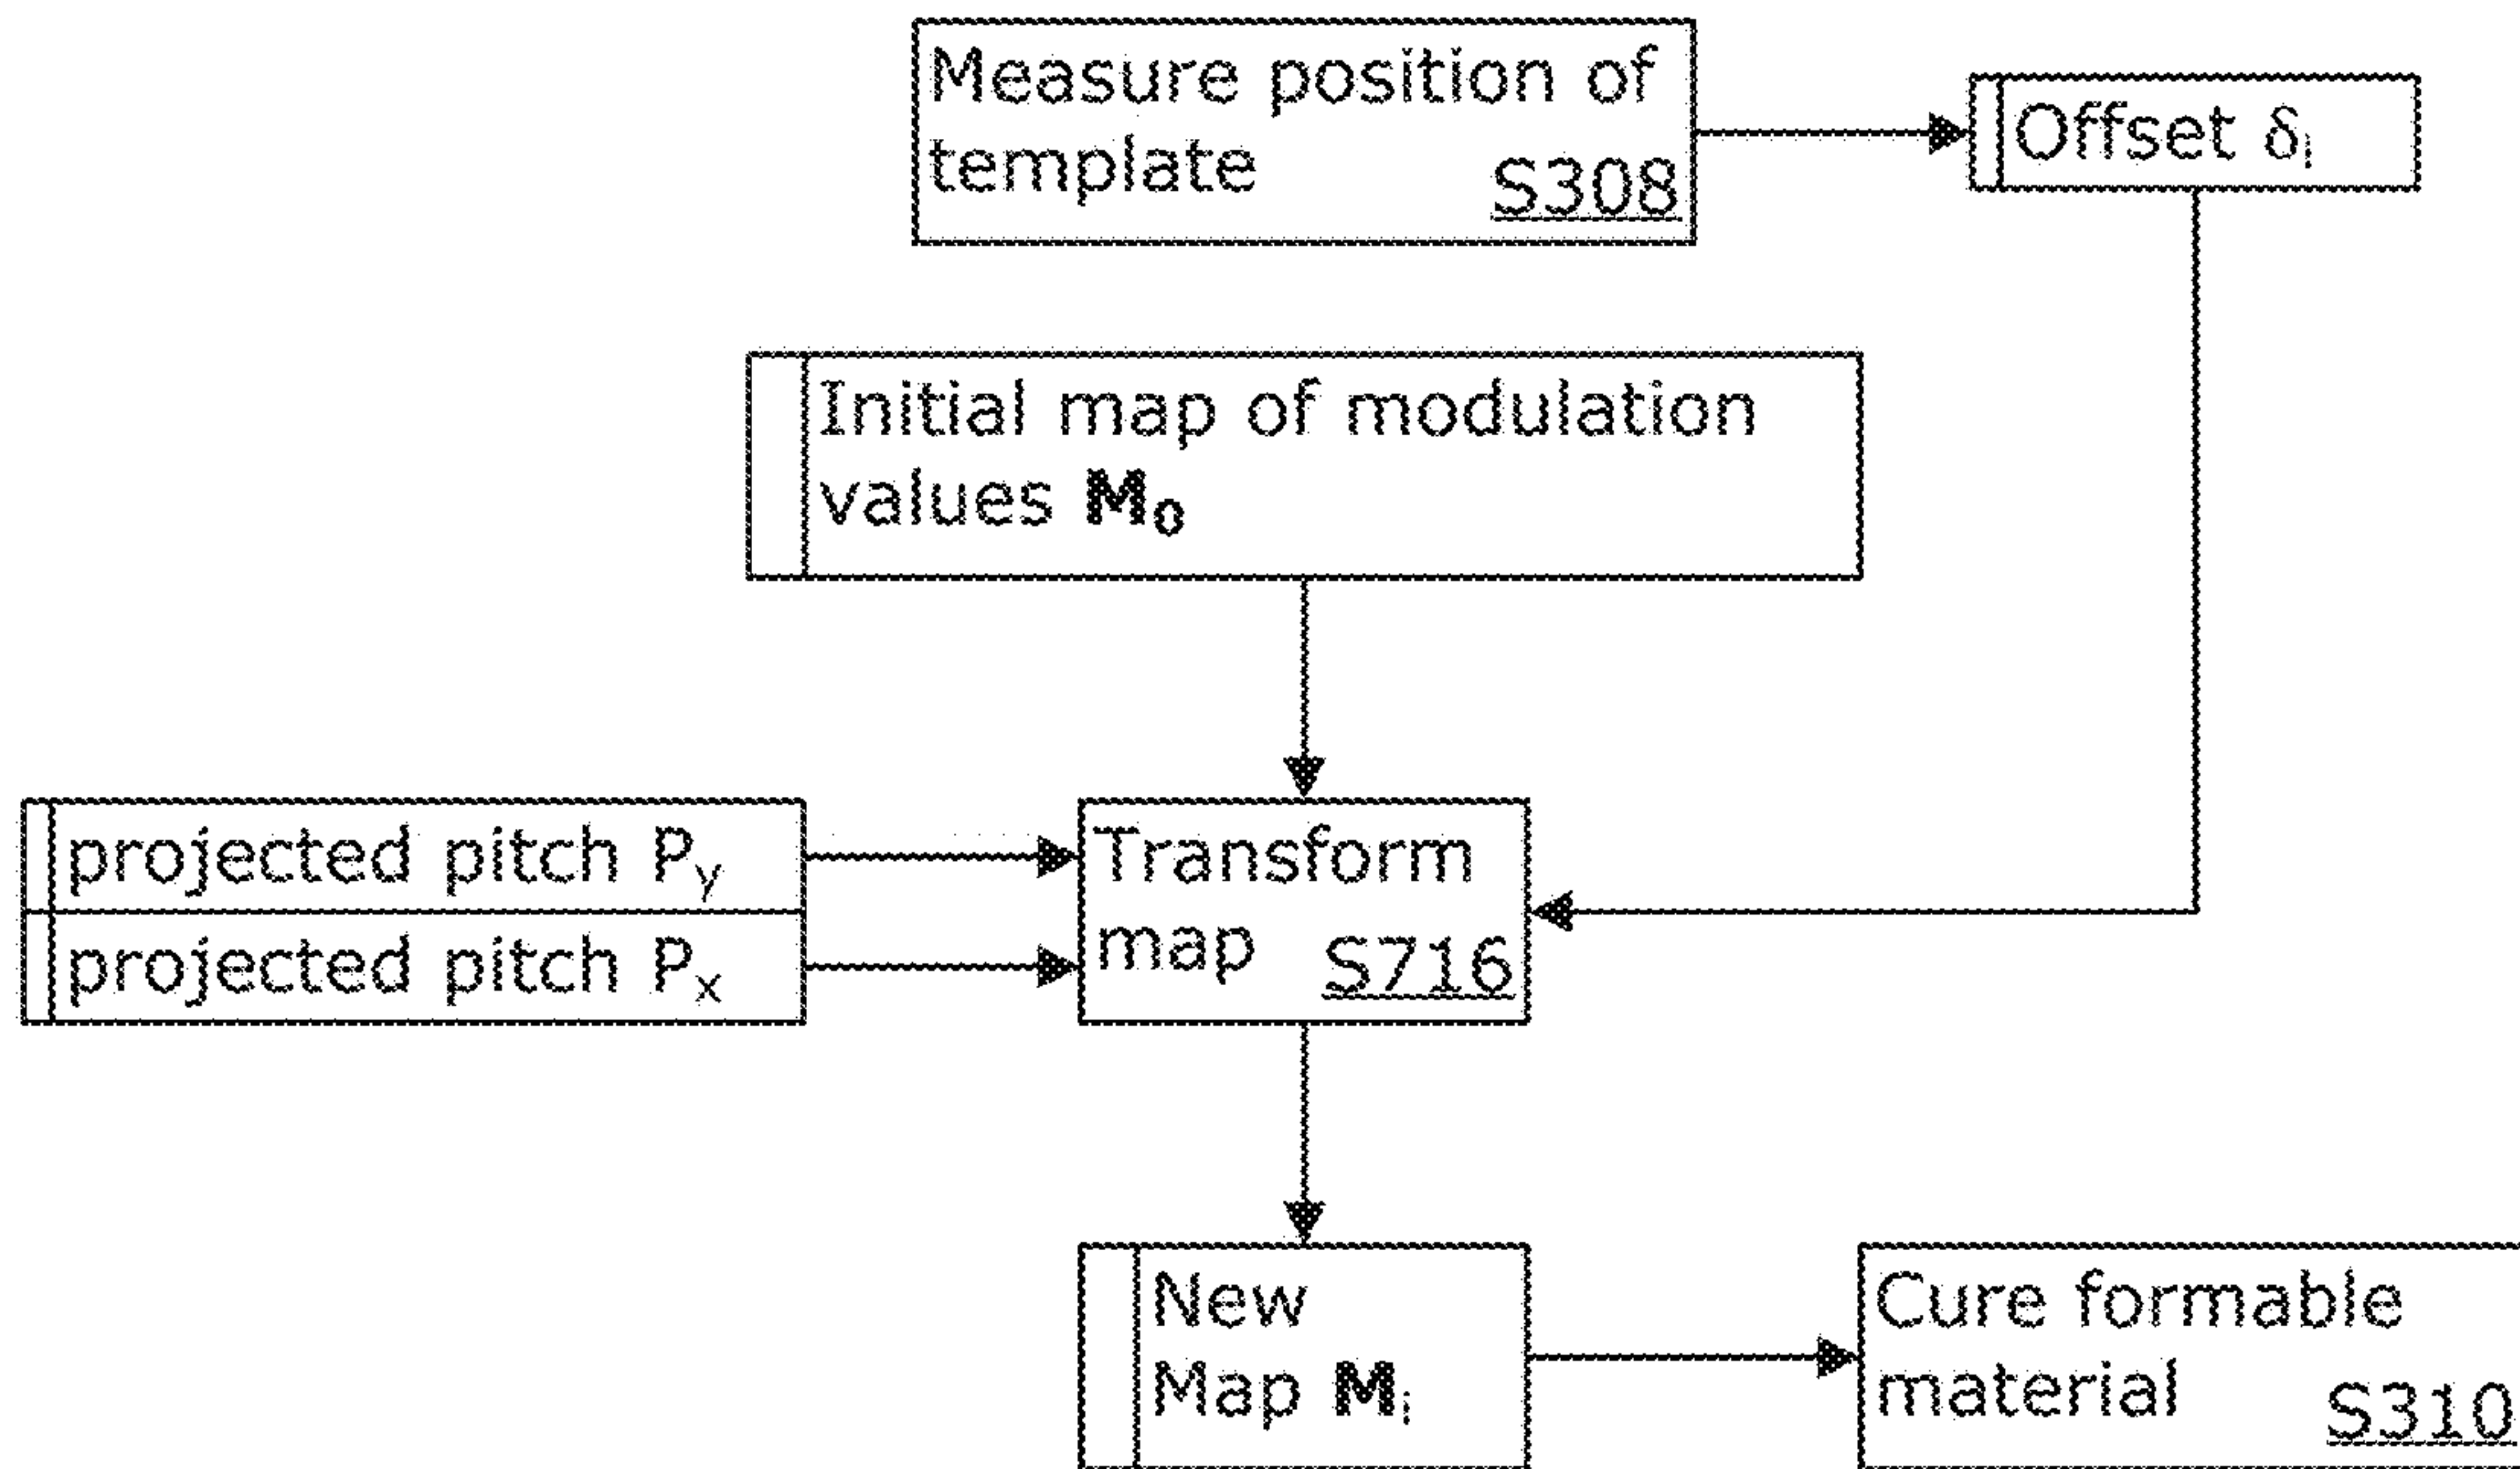 Measure position of
template S308
Offset δᵢ
Initial map of modulation
values M₀
projected pitch Pᵧ
projected pitch Pₓ
Transform
map S716
New
Map Mᵢ
Cure formable
material S310